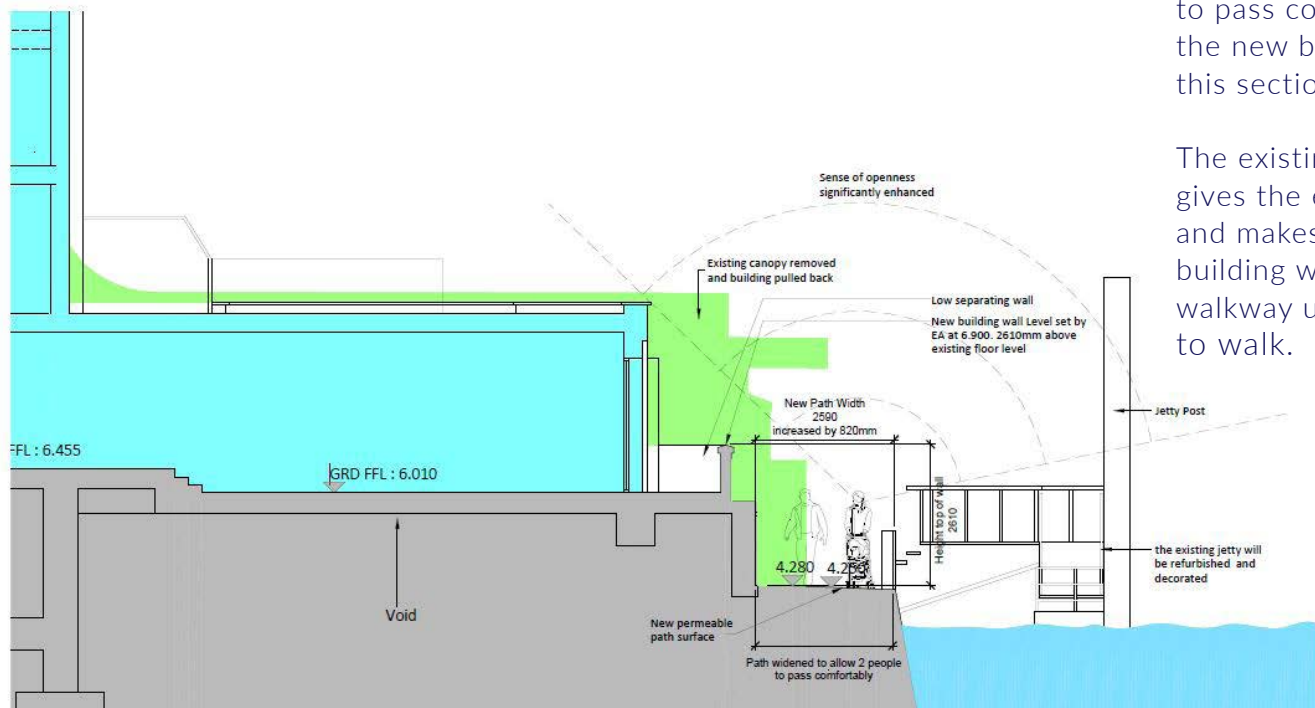 to pass co
the new b
this sectio
The existin
gives the
and makes
building w
walkway u
to walk.
Sense of openness
significantly enhanced
Existing canopy removed
and building pulled back
Low separating wall
New building wall Level set by
EA at 6.900. 2610mm above
existing floor level
New Path Width
2590
increased by 820mm
Jetty Post
FFL : 6.455
GRD FFL : 6.010
Height top of wall
2610
the existing jetty will
be refurbished and
decorated
4.280
Void
New permeable
path surface
Path widened to allow 2 people
to pass comfortably